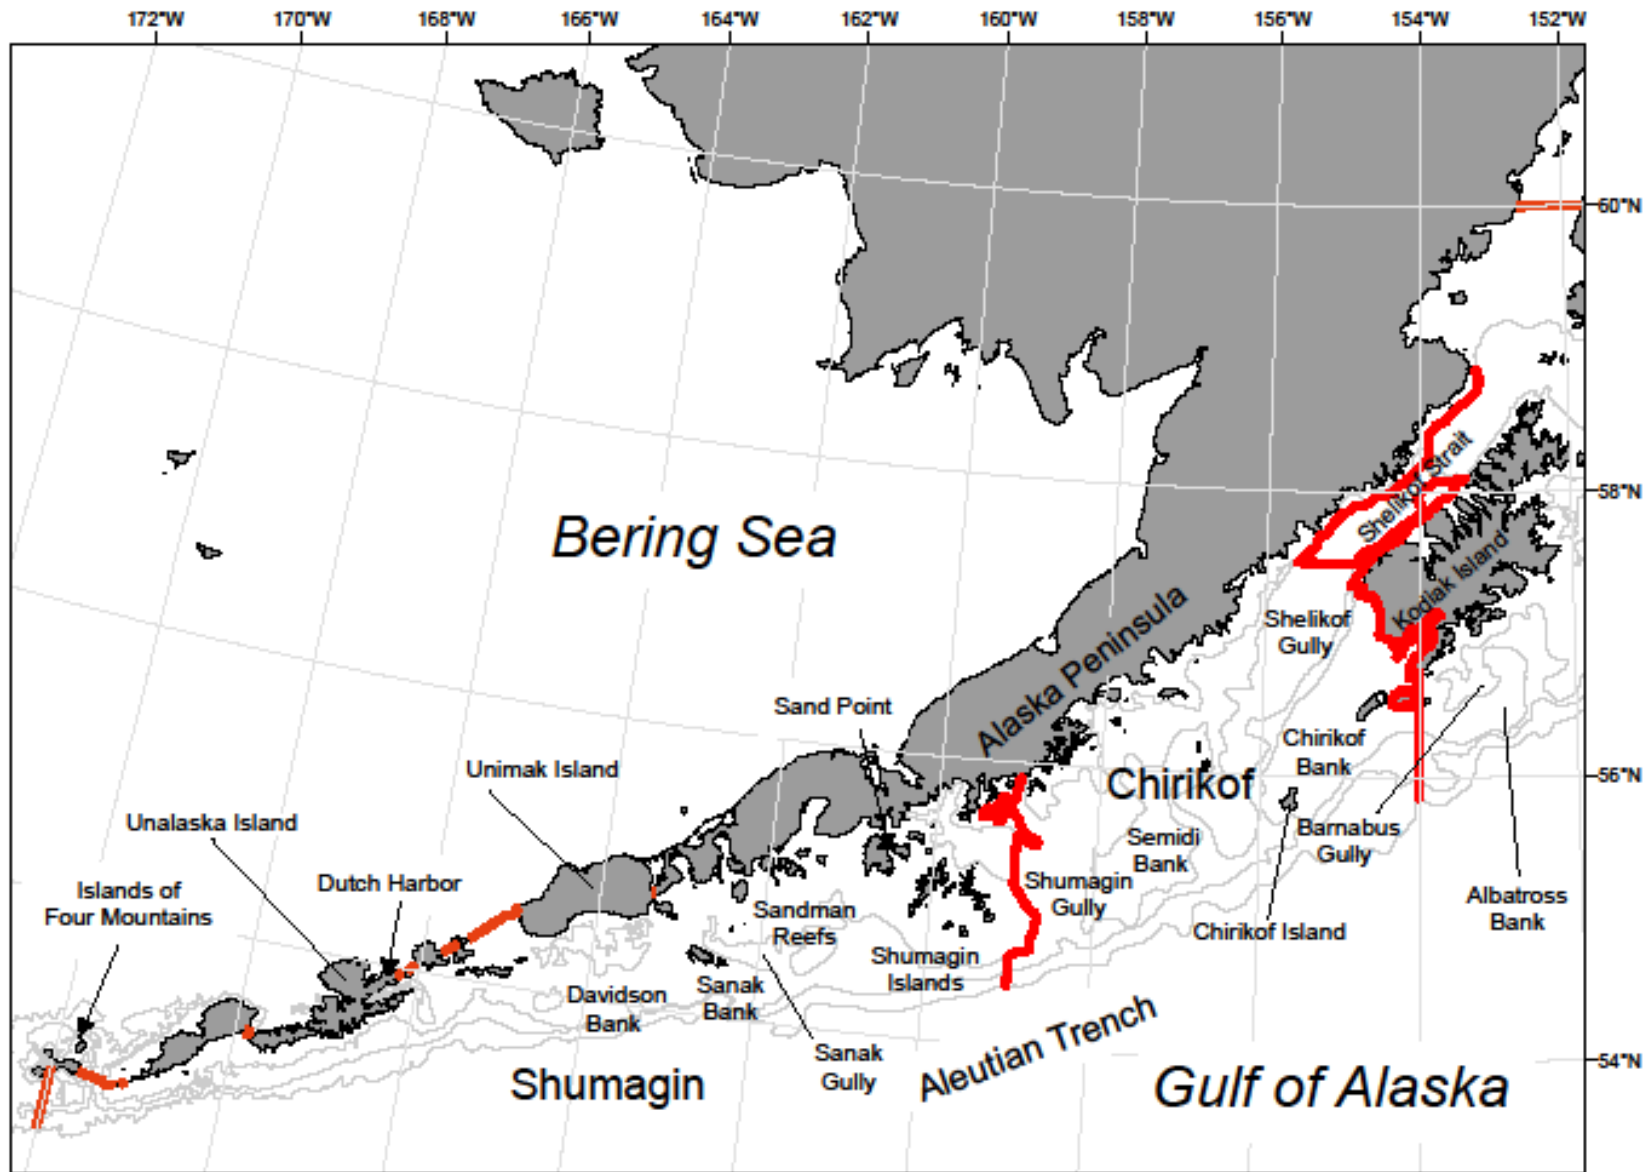 172°W 170°W 168°W 166°W 164°W 162°W 160°W 158°W 156°W 154°W 152°W
60°N
58°N
56°N
54°N
Bering Sea
Shelikof Strait
Kodiak Island
Shelikof
Gully
Alaska Peninsula
Sand Point
Unimak Island
Unalaska Island
Dutch Harbor
Islands of
Four Mountains
Chirikof
Chirikof
Bank
Semidi
Bank
Barnabus
Gully
Albatross
Bank
Shumagin
Gully
Chirikof Island
Sandman
Reefs
Shumagin
Islands
Sanak
Bank
Davidson
Bank
Sanak
Gully
Aleutian Trench
Shumagin
Gulf of Alaska